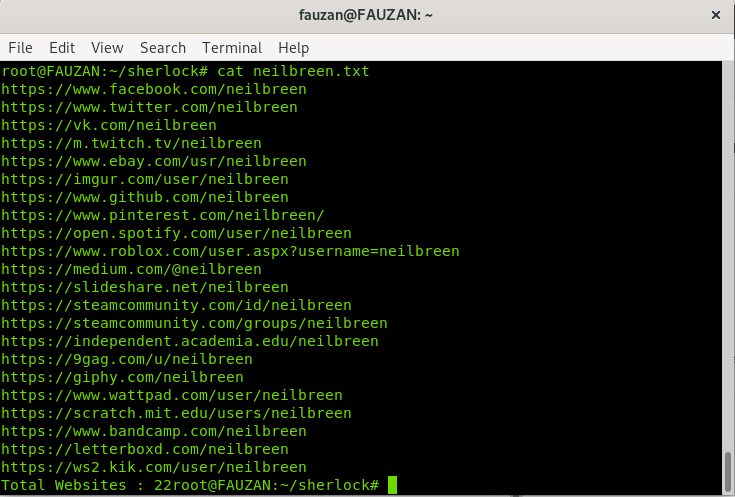 fauzan@FAUZAN: ~
File Edit View Search Terminal Help
root@FAUZAN:~/sherlock# cat neilbreen.txt
https://www.facebook.com/neilbreen
https://www.twitter.com/neilbreen
https://vk.com/neilbreen
https://m.twitch.tv/neilbreen
https://www.ebay.com/usr/neilbreen
https://imgur.com/user/neilbreen
https://www.github.com/neilbreen
https://www.pinterest.com/neilbreen/
https://open.spotify.com/user/neilbreen
https://www.roblox.com/user.aspx?username=neilbreen
https://medium.com/@neilbreen
https://slideshare.net/neilbreen
https://steamcommunity.com/id/neilbreen
https://steamcommunity.com/groups/neilbreen
https://independent.academia.edu/neilbreen
https://9gag.com/u/neilbreen
https://giphy.com/neilbreen
https://www.wattpad.com/user/neilbreen
https://scratch.mit.edu/users/neilbreen
https://www.bandcamp.com/neilbreen
https://letterboxd.com/neilbreen
https://ws2.kik.com/user/neilbreen
Total Websites : 22root@FAUZAN:~/sherlock#